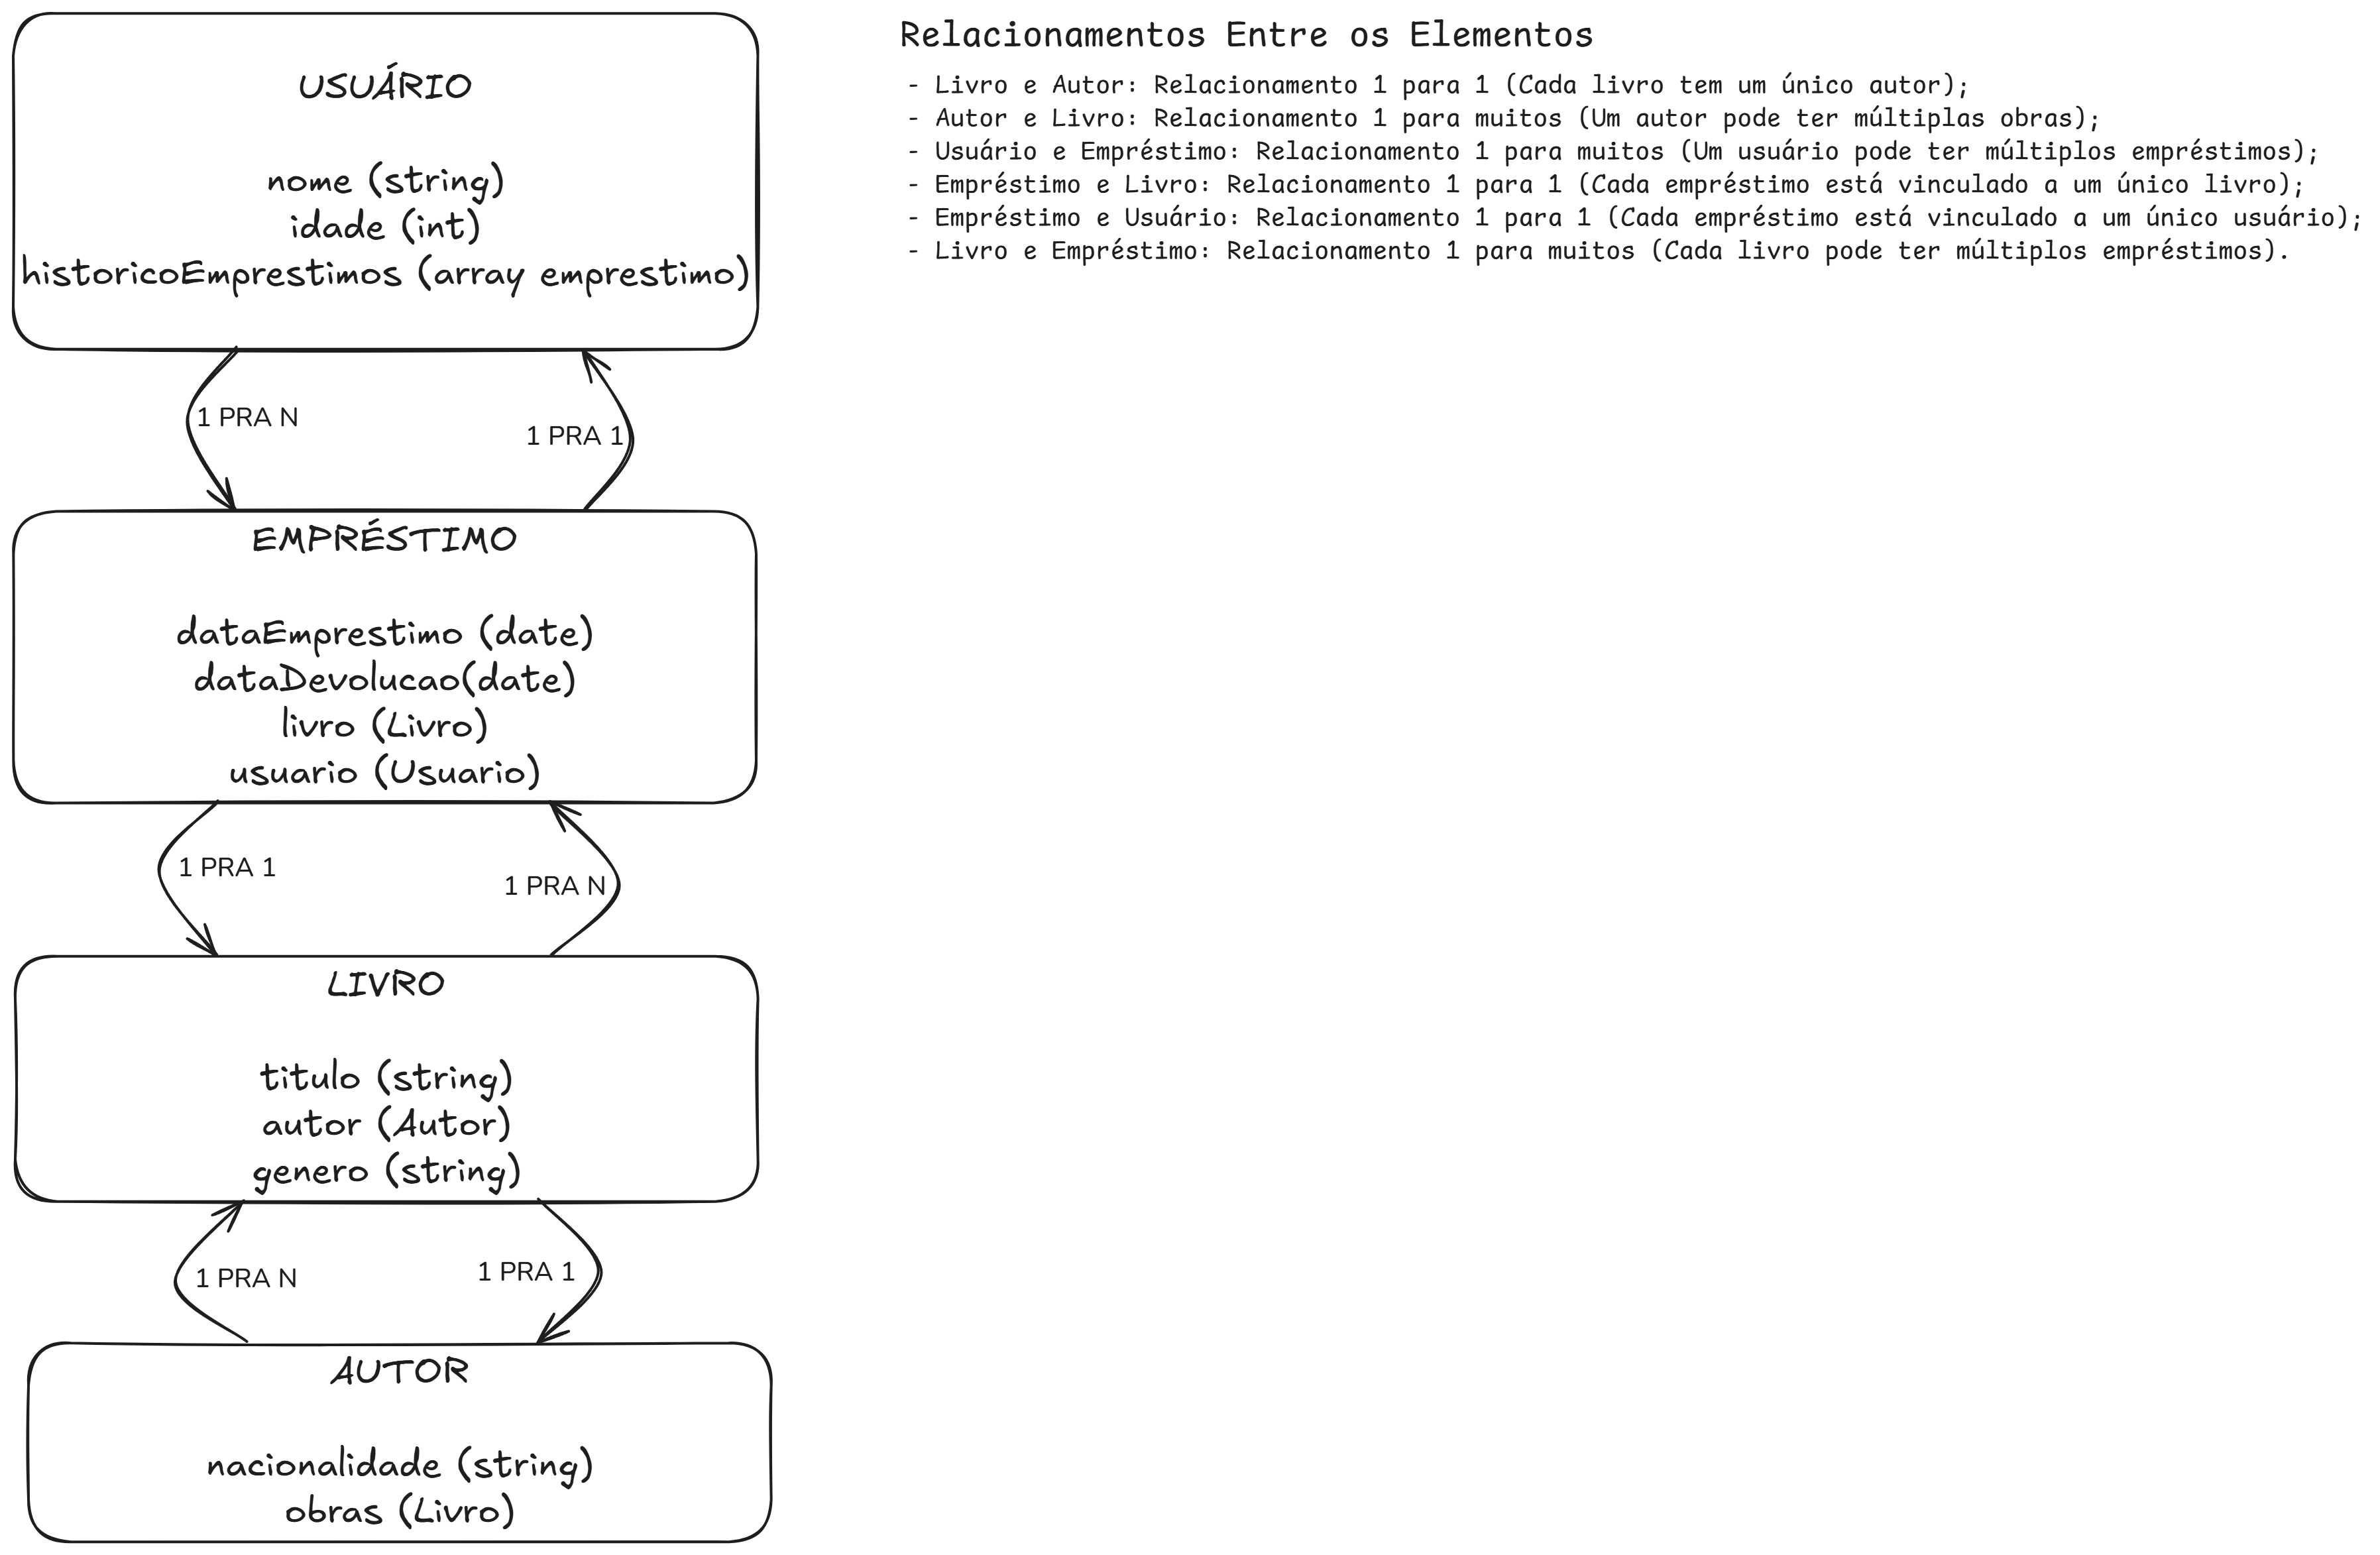 USUÁRIO
nome (string)
idade (int)
historicoEmprestimos (array emprestimo)
1 PRA N
1 PRA 1
EMPRÉSTIMO
dataEmprestimo (date)
dataDevolucao(date)
livro (Livro)
usuario (Usuario)
1 PRA 1
1 PRA N
LIVRO
titulo (string)
autor (Autor)
genero (string)
1 PRA N
1 PRA 1
AUTOR
nacionalidade (string)
obras (Livro)
Relacionamentos Entre os Elementos
- Livro e Autor: Relacionamento 1 para 1 (Cada livro tem um único autor);
- Autor e Livro: Relacionamento 1 para muitos (Um autor pode ter múltiplas obras);
- Usuário e Empréstimo: Relacionamento 1 para muitos (Um usuário pode ter múltiplos empréstimos);
- Empréstimo e Livro: Relacionamento 1 para 1 (Cada empréstimo está vinculado a um único livro);
- Empréstimo e Usuário: Relacionamento 1 para 1 (Cada empréstimo está vinculado a um único usuário);
- Livro e Empréstimo: Relacionamento 1 para muitos (Cada livro pode ter múltiplos empréstimos).